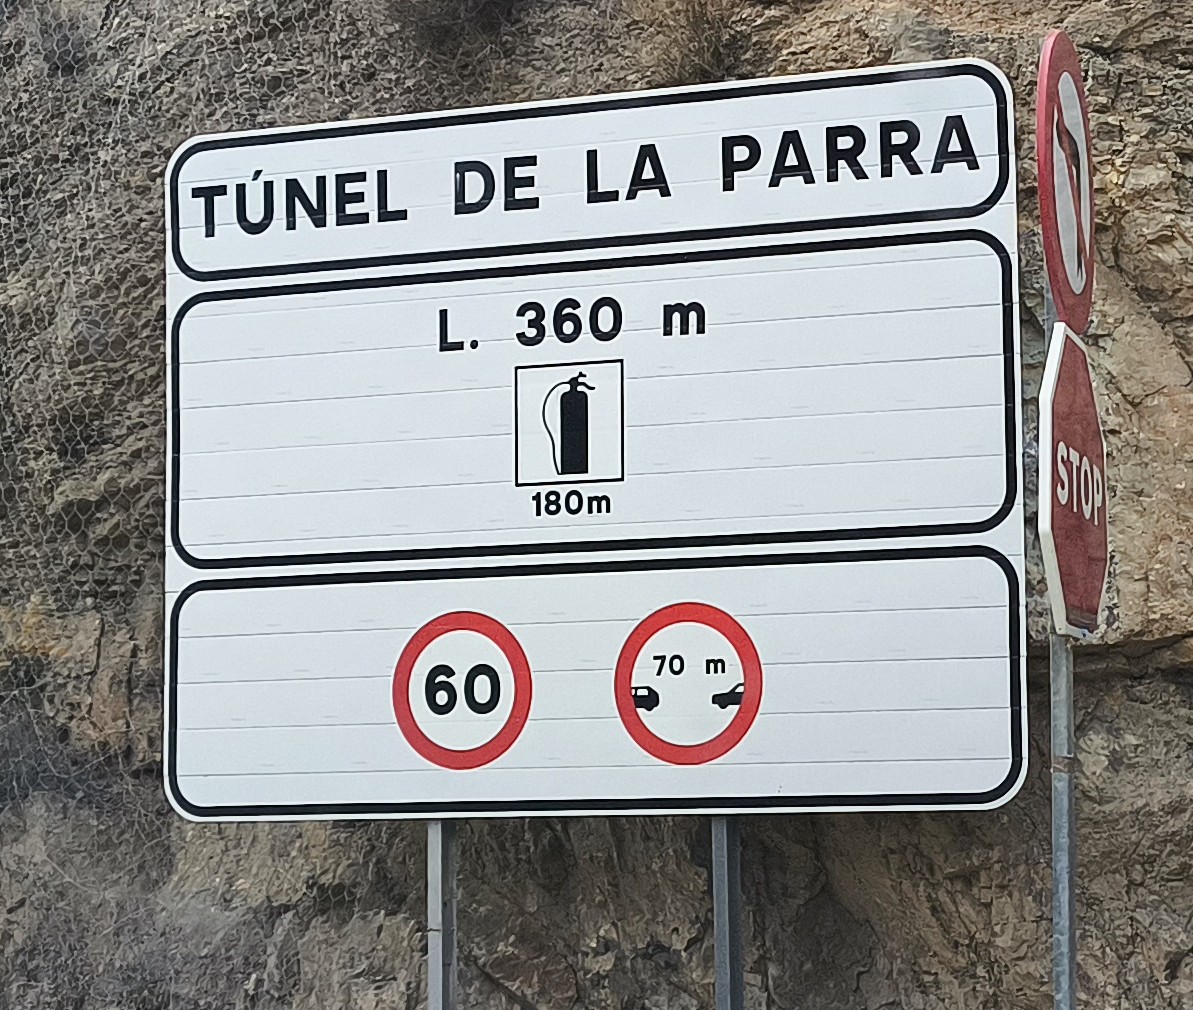 TÚNEL DE LA PARRA
L. 360 m
180m
60
70 m
STOP